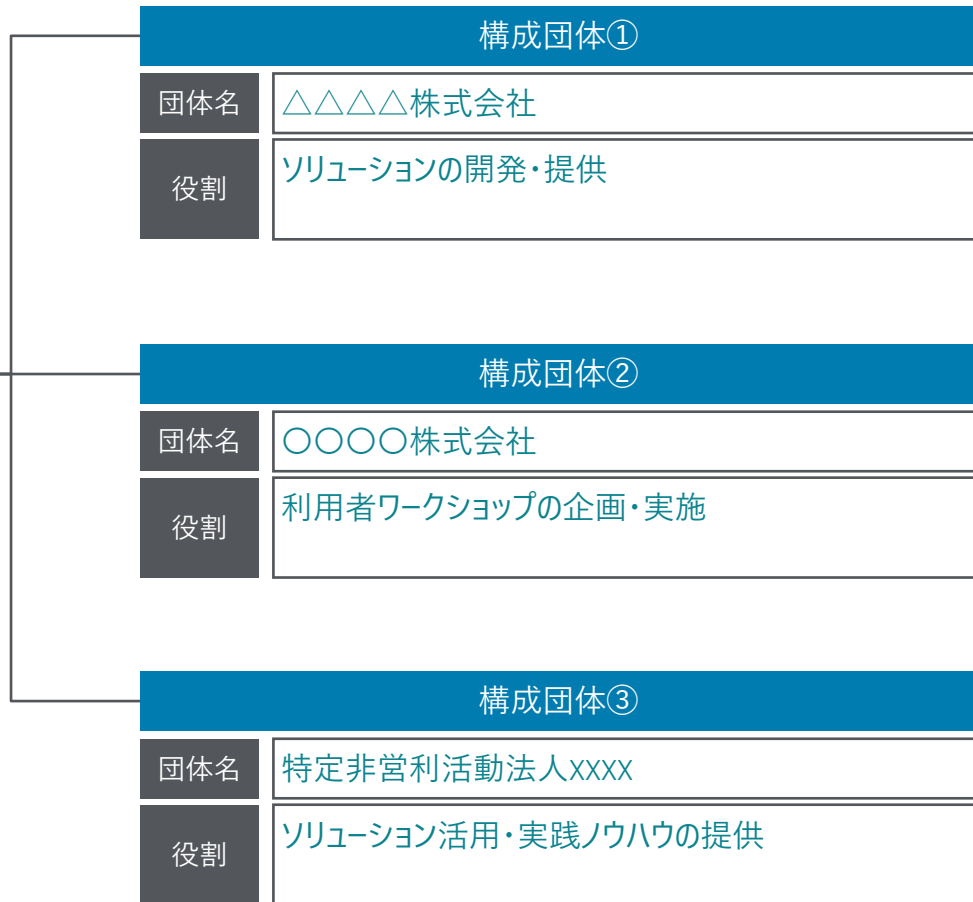 構成団体①
団体名
△△△△株式会社
役割
ソリューションの開発・提供
構成団体②
団体名
〇〇〇〇株式会社
役割
利用者ワークショップの企画・実施
構成団体③
団体名
特定非営利活動法人xxxx
役割
ソリューション活用・実践ノウハウの提供